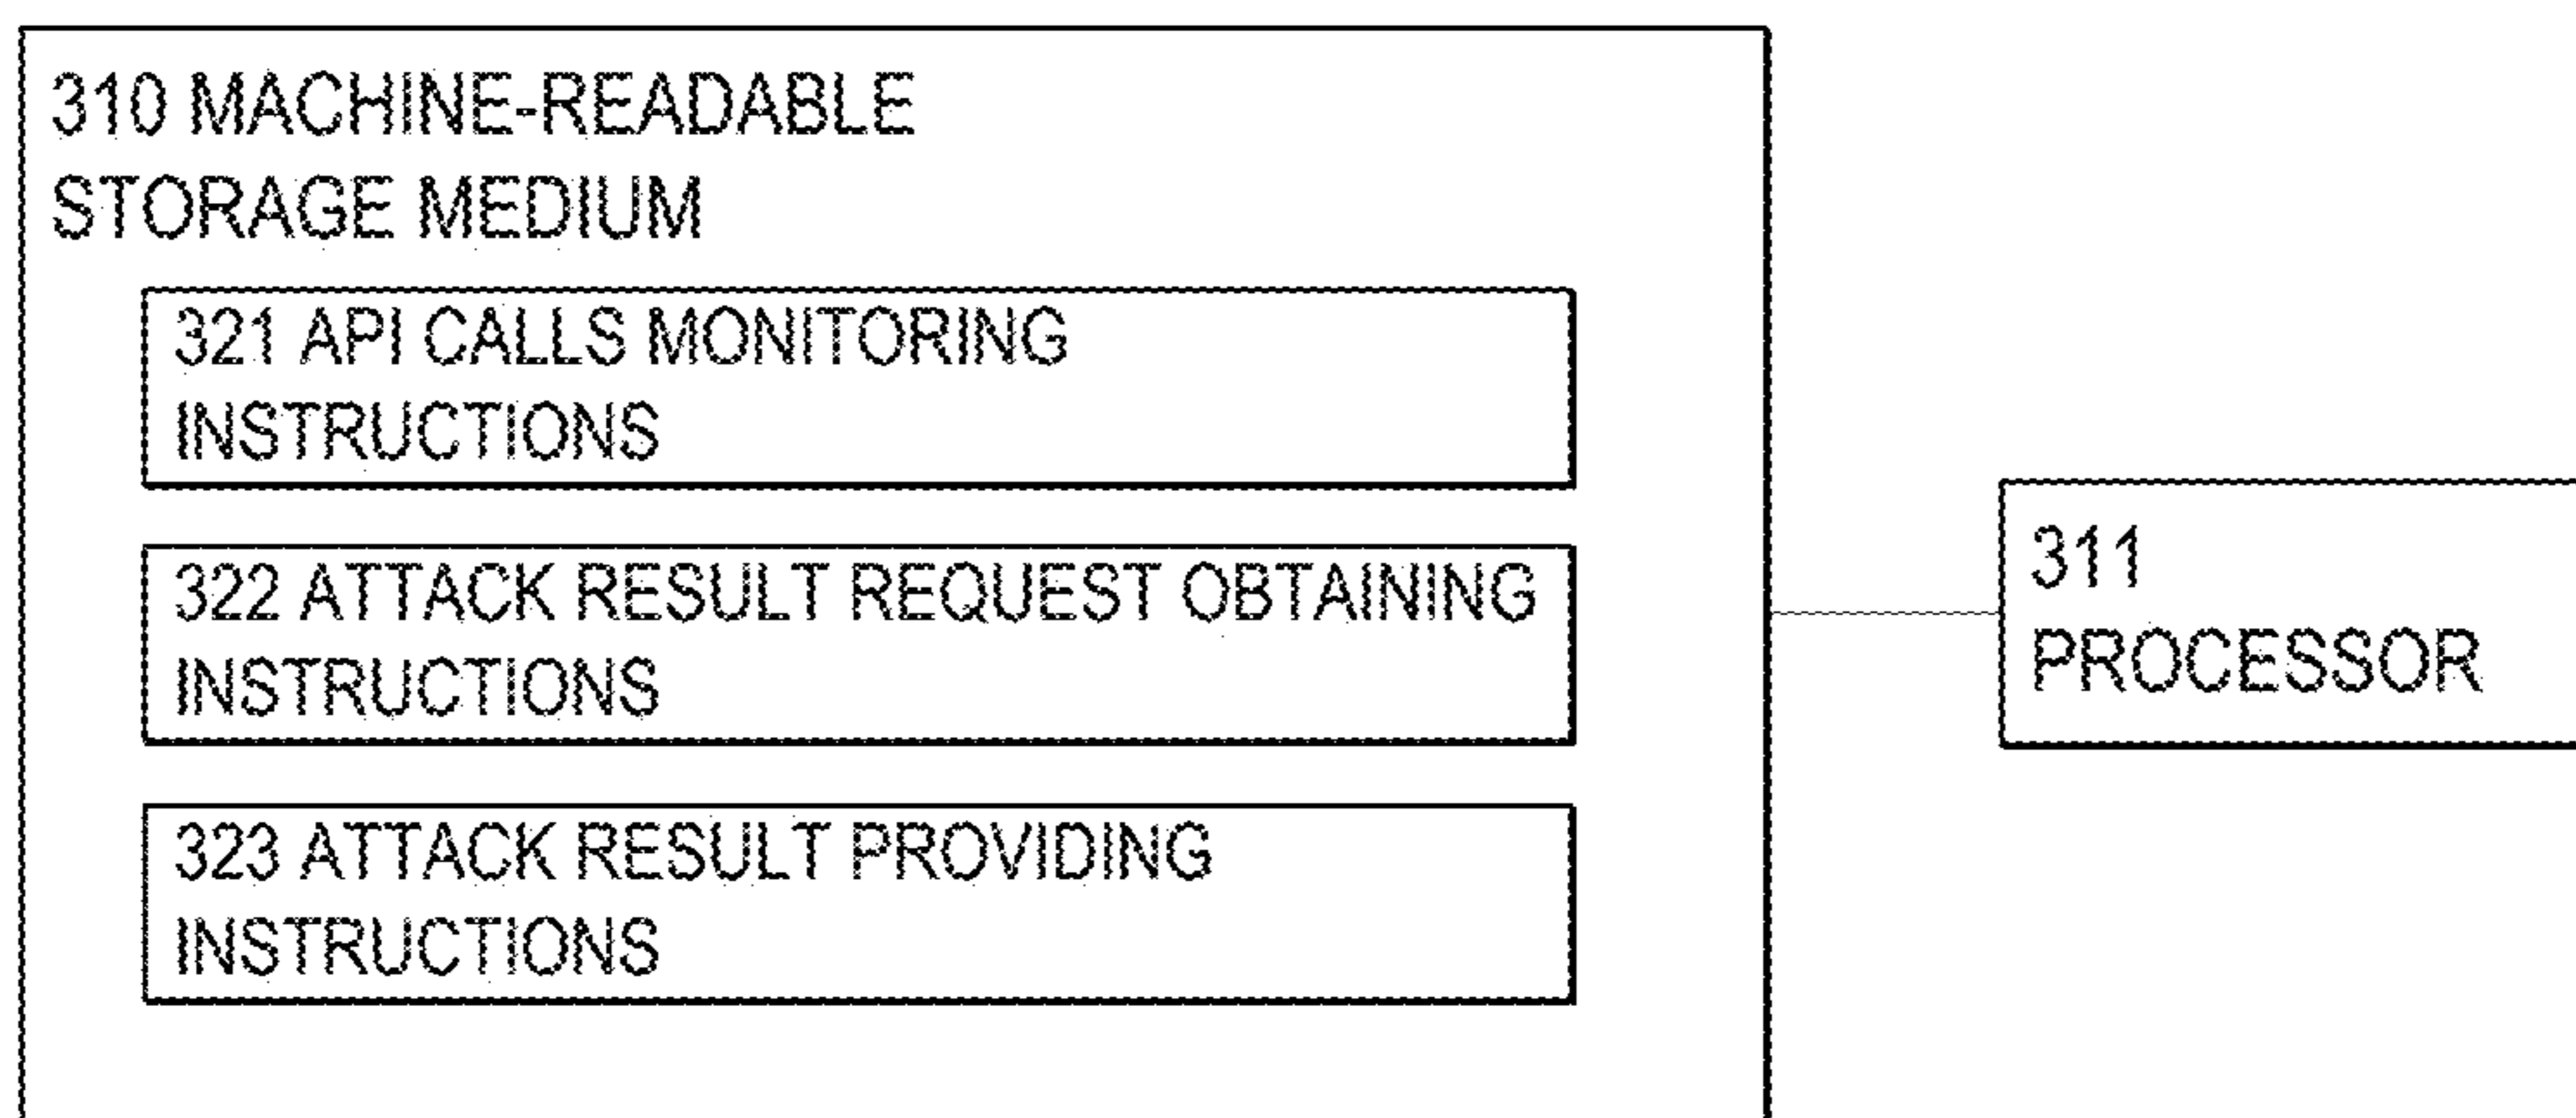 310 MACHINE-READABLE
STORAGE MEDIUM
321 API CALLS MONITORING
INSTRUCTIONS
322 ATTACK RESULT REQUEST OBTAINING
INSTRUCTIONS
323 ATTACK RESULT PROVIDING
INSTRUCTIONS
311
PROCESSOR